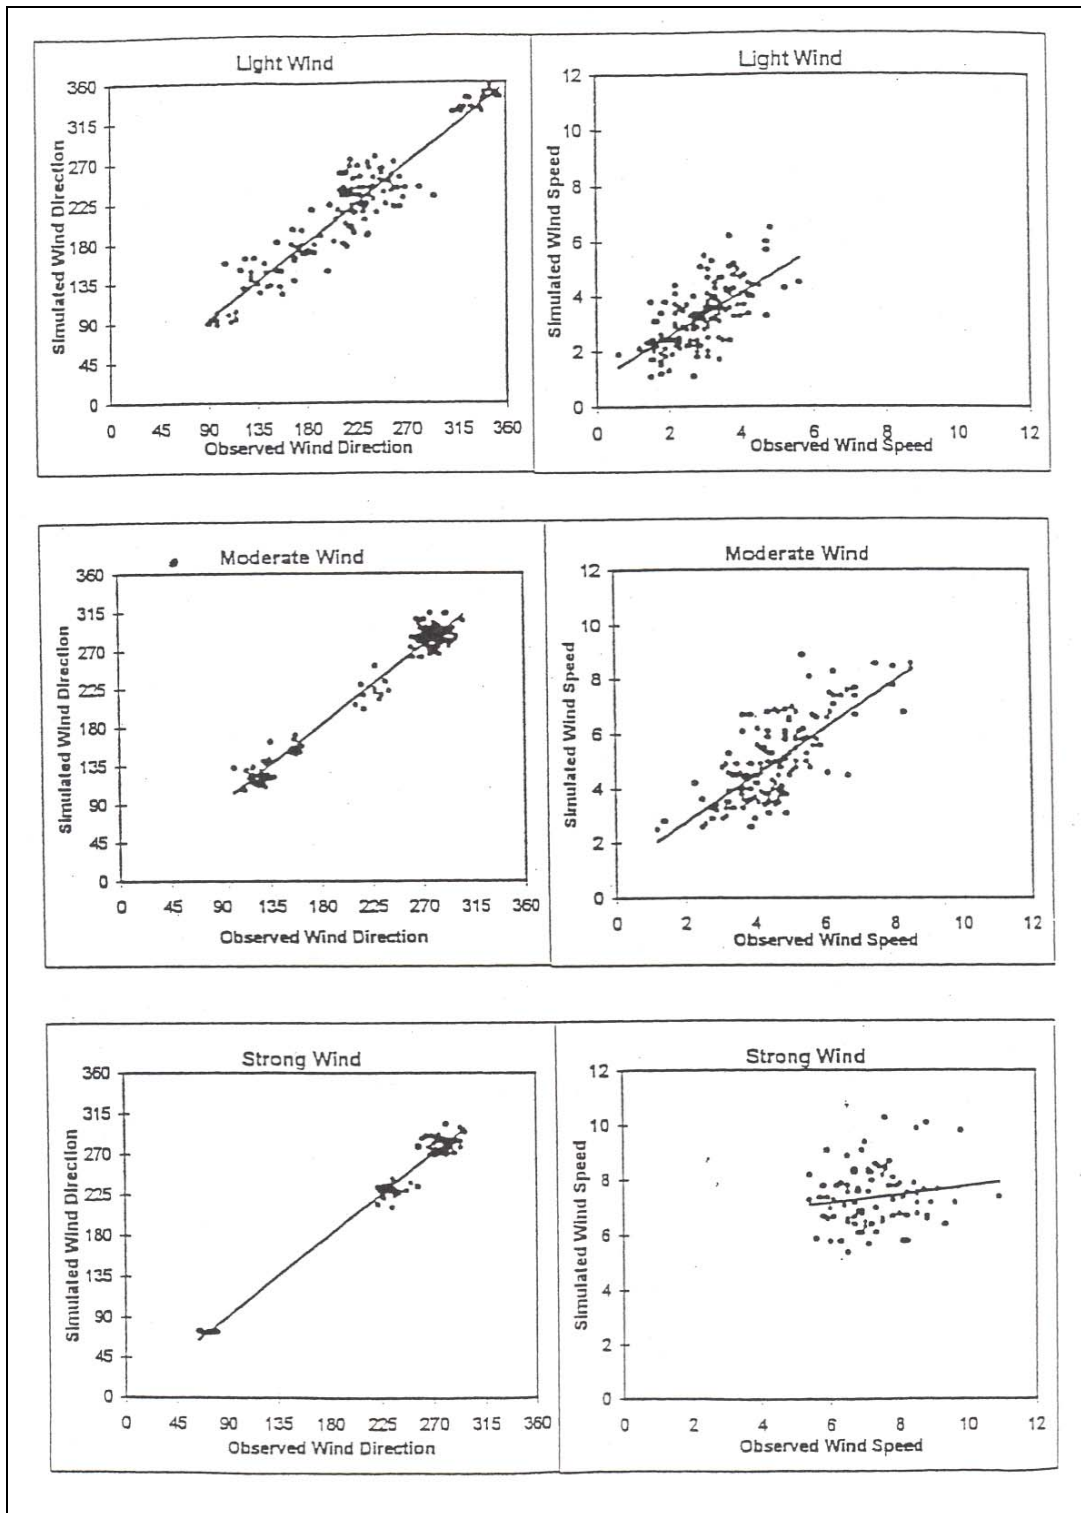 Light Wind
Simulated Wind Direction
360
315
270
225
180
135
90
45
0
0 45 90 135 180 225 270 315 360
Observed Wind Direction
Light Wind
Simulated Wind Speed
12
10
8
6
4
2
0
0 2 4 6 8 10 12
Observed Wind Speed
Moderate Wind
Simulated Wind Direction
360
315
270
225
180
135
90
45
0
0 45 90 135 180 225 270 315 360
Observed Wind Direction
Moderate Wind
Simulated Wind Speed
12
10
8
6
4
2
0
0 2 4 6 8 10 12
Observed Wind Speed
Strong Wind
Simulated Wind Direction
360
315
270
225
180
135
90
45
0
0 45 90 135 180 225 270 315 360
Observed Wind Direction
Strong Wind
Simulated Wind Speed
12
10
8
6
4
2
0
0 2 4 6 8 10 12
Observed Wind Speed